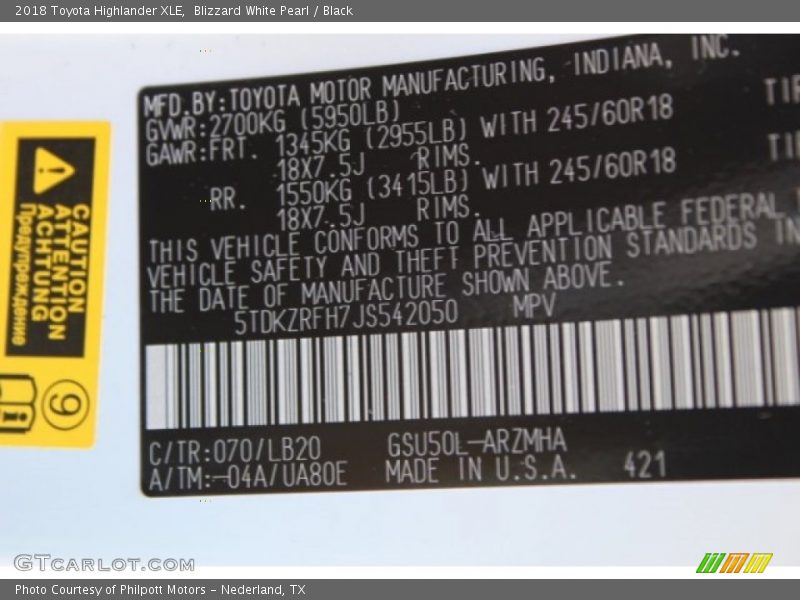 2018 Toyota Highlander XLE,  Blizzard White Pearl / Black
MFD.BY:TOYOTA MOTOR MANUFACTURING, INDIANA, INC.
GVWR:2700KG (5950LB)
GAWR:FRT. 1345KG (2955LB) WITH 245/60R18
18X7.5J RIMS.
RR. 1550KG (3415LB) WITH 245/60R18
18X7.5J RIMS.
THIS VEHICLE CONFORMS TO ALL APPLICABLE FEDERAL
VEHICLE SAFETY AND THEFT PREVENTION STANDARDS IN
THE DATE OF MANUFACTURE SHOWN ABOVE.
5TDKZRFH7JS542050 MPV
C/TR:070/LB20 GSU50L-ARZMHA
A/TM:-04A/UA80E MADE IN U.S.A. 421
CAUTION
ATTENTION
ACHTUNG
Предупреждение
9
GTCARLOT.COM
Photo Courtesy of Philpott Motors - Nederland, TX